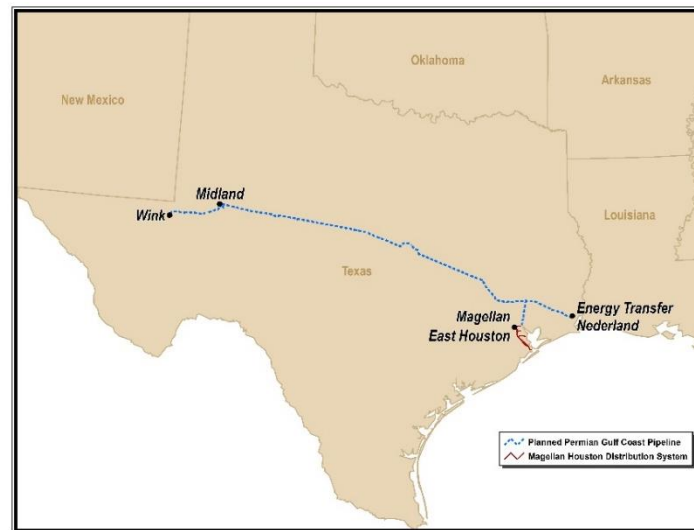 Oklahoma
Arkansas
New Mexico
Midland
Wink
Louisiana
Texas
Magellan
East Houston
Energy Transfer
Nederland
Planned Permian Gulf Coast Pipeline
Magellan Houston Distribution System